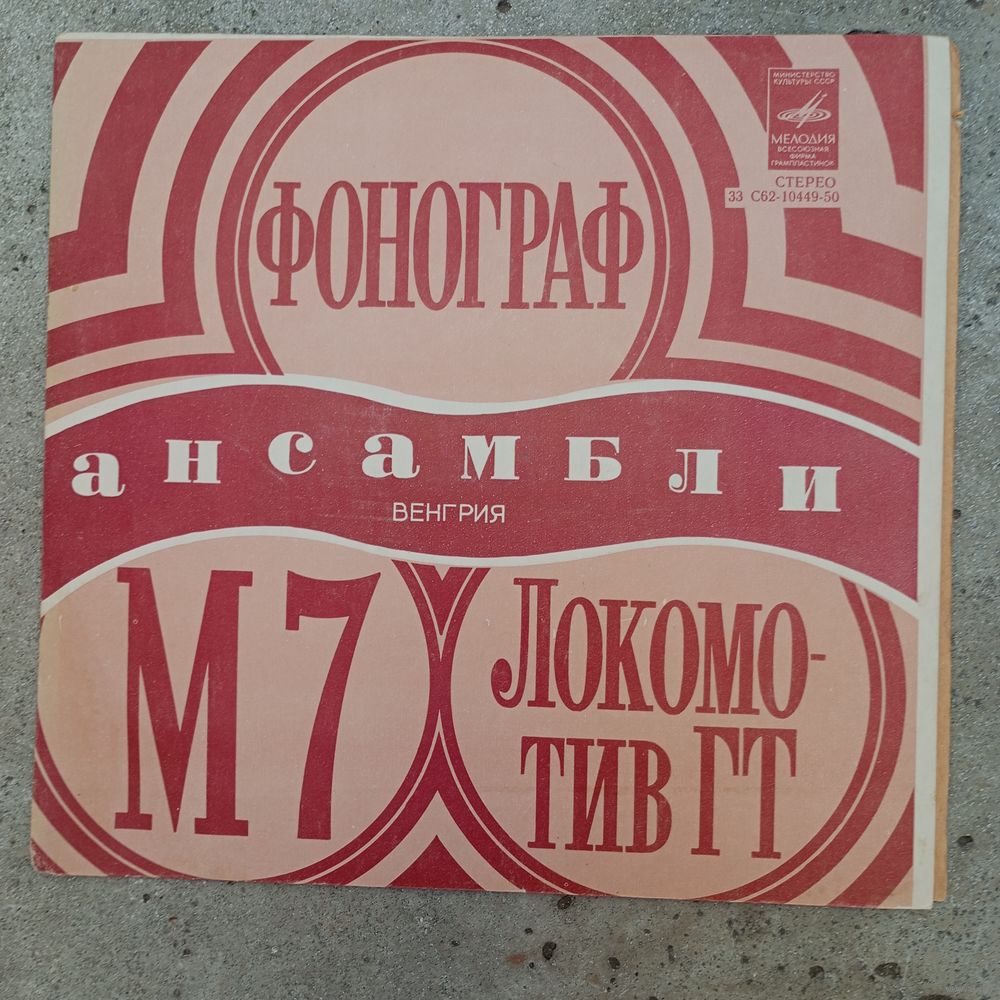 МИНИСТЕРСТВО
КУЛЬТУРЫ СССР
МЕЛОДИЯ
ВСЕСОЮЗНАЯ
ФИРМА
ГРАМПЛАСТИНОК
СТЕРЕО
33 С62-10449-50
ФОНОГРАФ
ансамбли
ВЕНГРИЯ
М7
ЛОКОМО-
ТИВ ГТ